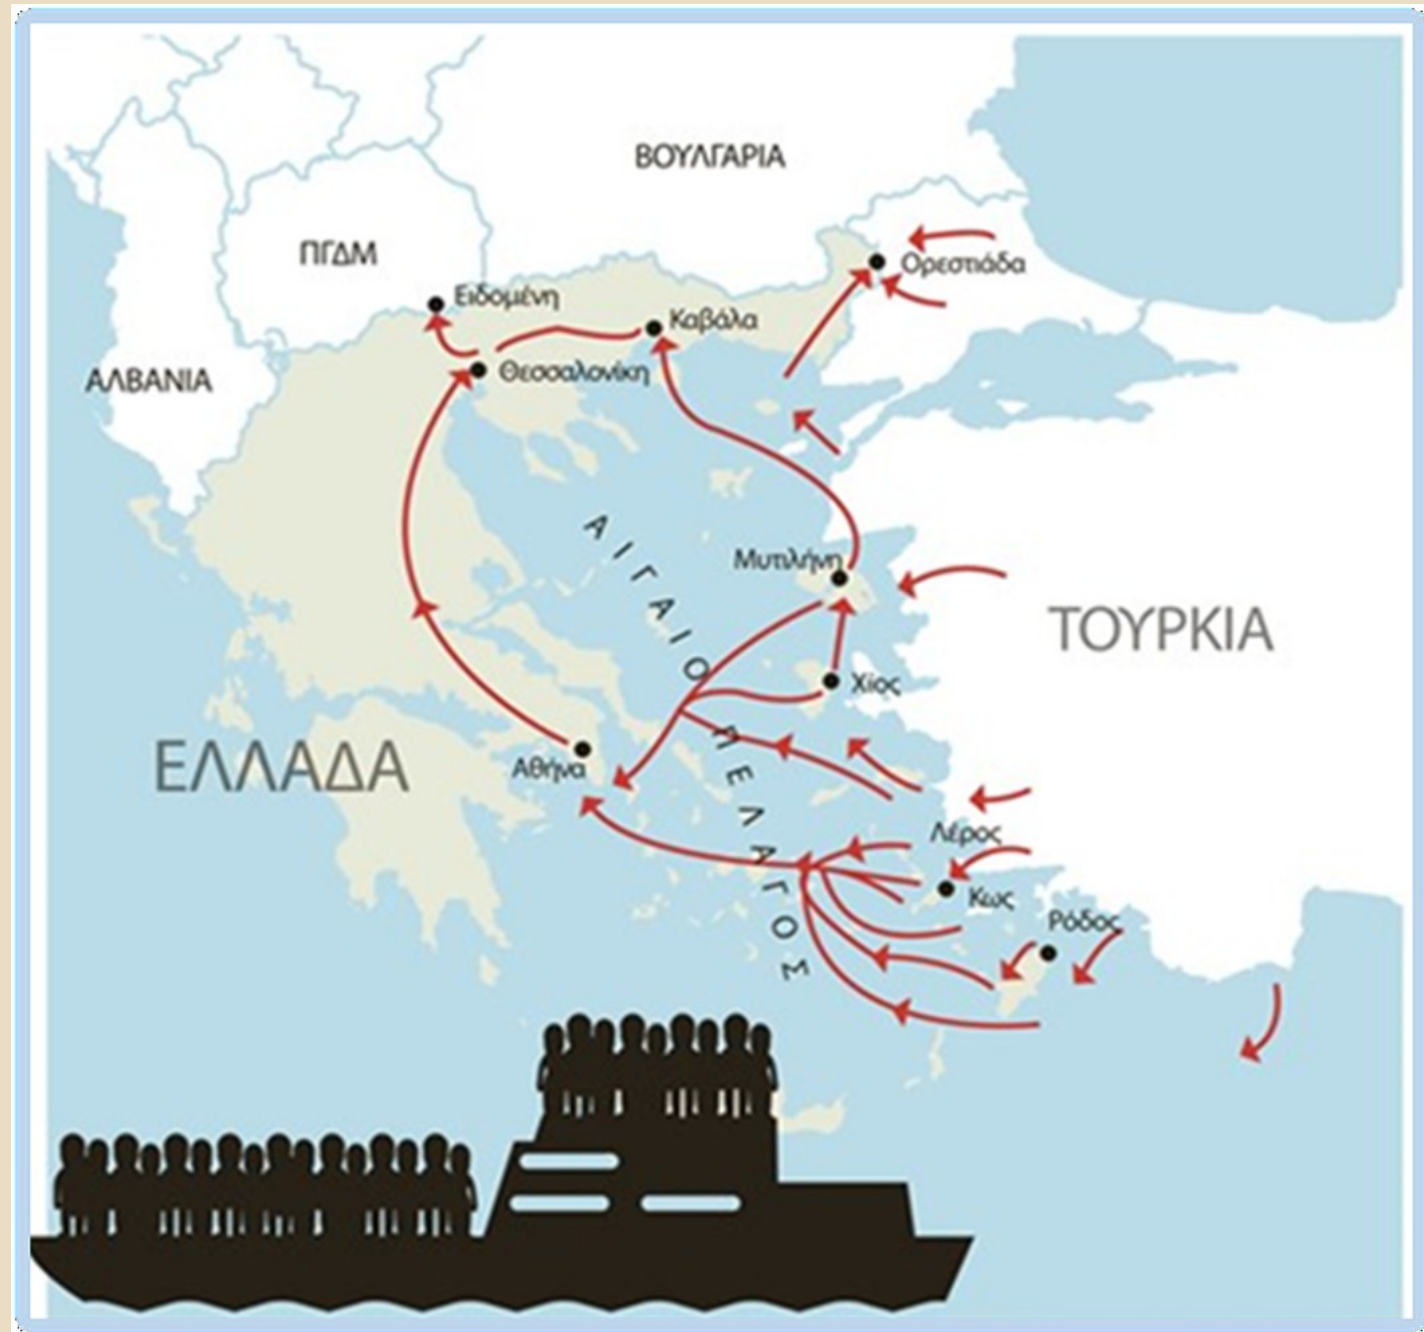 ΒΟΥΛΓΑΡΙΑ
ΠΓΔΜ
Ορεστιάδα
Ειδομένη
Καβάλα
Θεσσαλονίκη
ΑΛΒΑΝΙΑ
ΑΙΓΑΙΟ
Μυτιλήνη
ΤΟΥΡΚΙΑ
Χίος
ΠΕΛΑΓΟΣ
ΕΛΛΑΔΑ
Αθήνα
Λέρος
Κως
Ρόδος